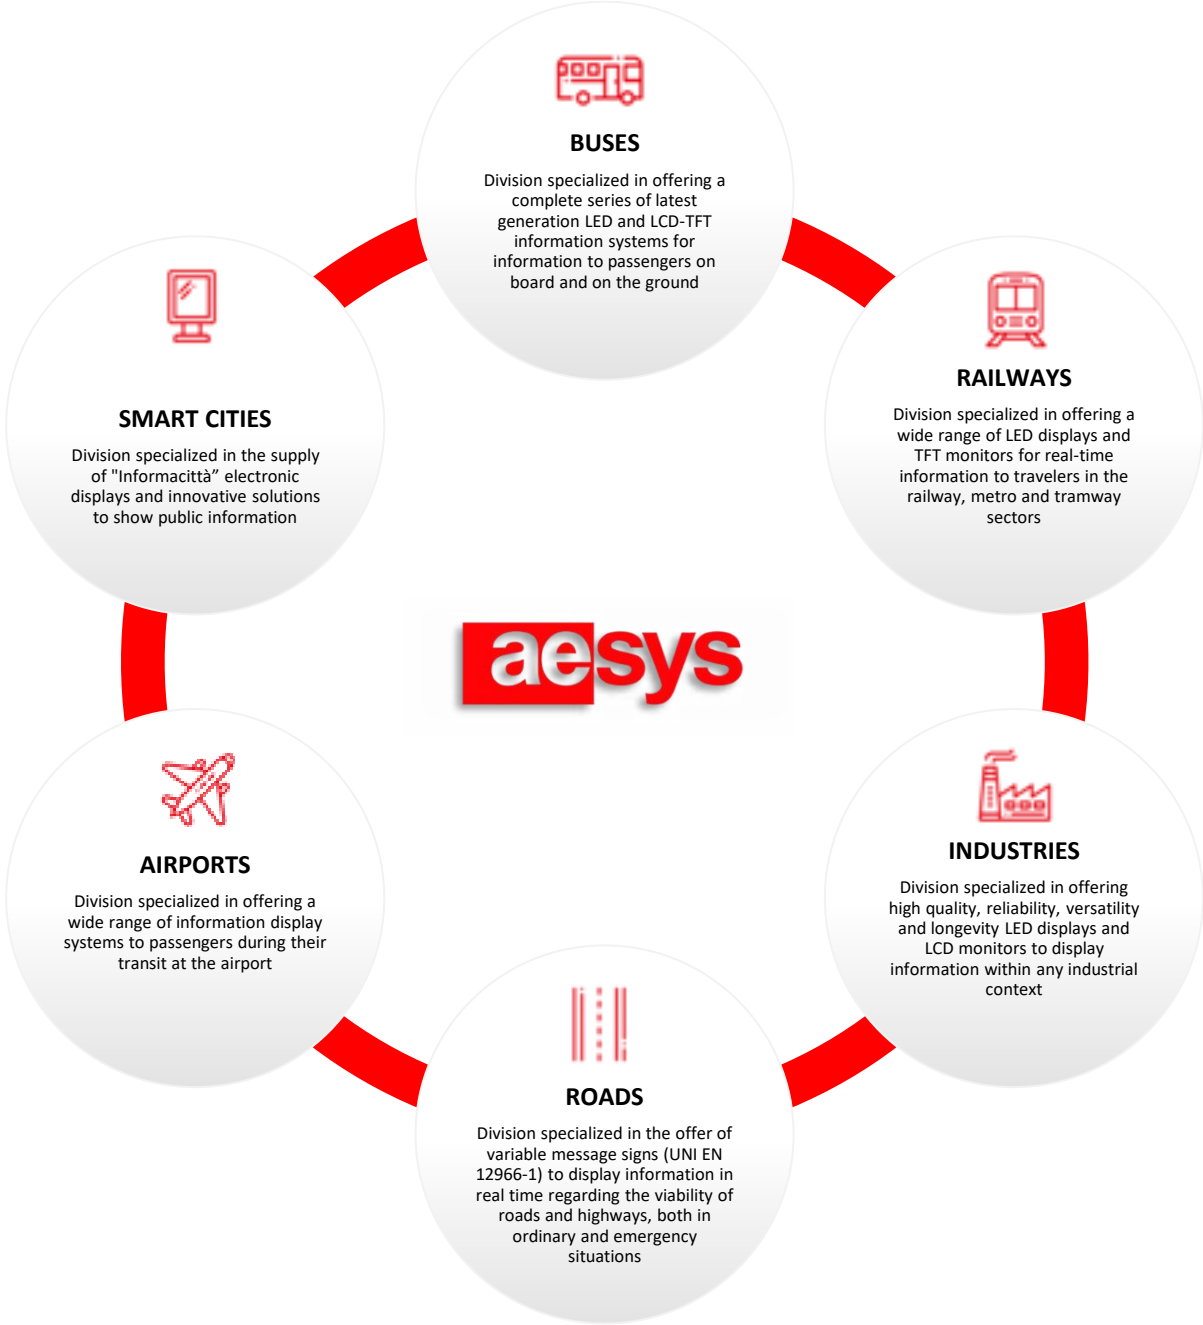 BUSES
Division specialized in offering a
complete series of latest
generation LED and LCD-TFT
information systems for
information to passengers on
board and on the ground
RAILWAYS
Division specialized in offering a
wide range of LED displays and
TFT monitors for real-time
information to travelers in the
railway, metro and tramway
sectors
SMART CITIES
Division specialized in the supply
of "Informacittà” electronic
displays and innovative solutions
to show public information
aesys
AIRPORTS
Division specialized in offering a
wide range of information display
systems to passengers during their
transit at the airport
INDUSTRIES
Division specialized in offering
high quality, reliability, versatility
and longevity LED displays and
LCD monitors to display
information within any industrial
context
ROADS
Division specialized in the offer of
variable message signs (UNI EN
12966-1) to display information in
real time regarding the viability of
roads and highways, both in
ordinary and emergency
situations